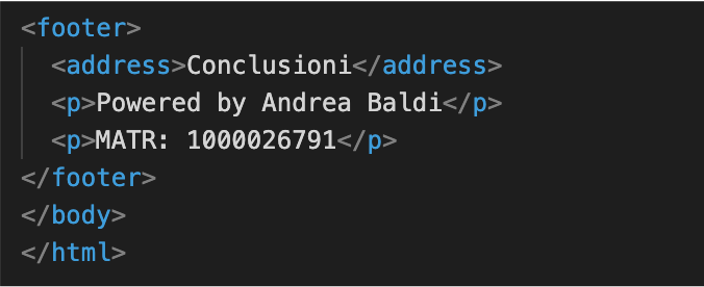 <footer>
<address>Conclusioni</address>
<p>Powered by Andrea Baldi</p>
<p>MATR: 1000026791</p>
</footer>
</body>
</html>